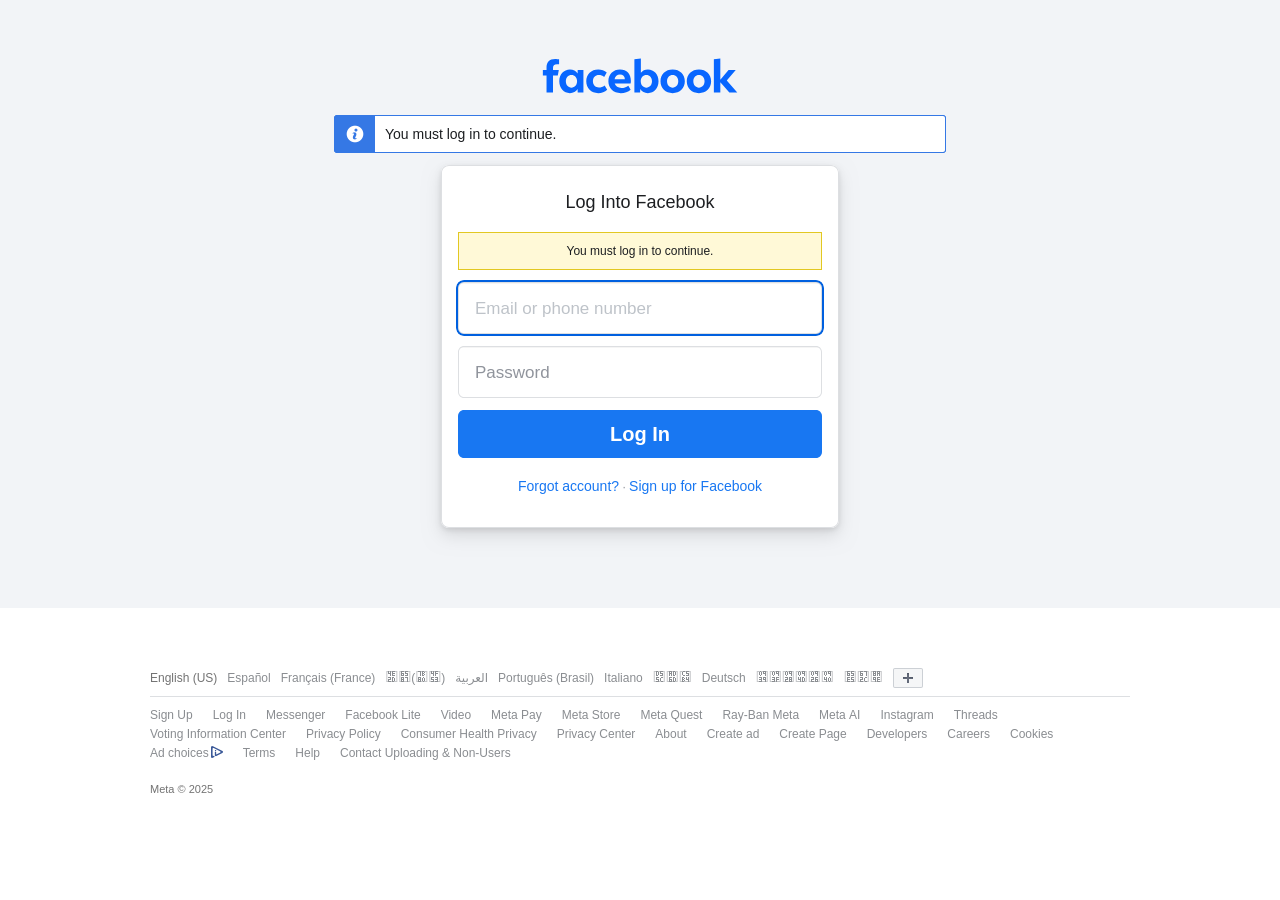 facebook
You must log in to continue.
Log Into Facebook
You must log in to continue.
Email or phone number
Password
Log In
Forgot account? · Sign up for Facebook
English (US) Español Français (France) العربية Português (Brasil) Italiano Deutsch
Sign Up Log In Messenger Facebook Lite Video Meta Pay Meta Store Meta Quest Ray-Ban Meta Meta AI Instagram Threads
Voting Information Center Privacy Policy Consumer Health Privacy Privacy Center About Create ad Create Page Developers Careers Cookies
Ad choices Terms Help Contact Uploading & Non-Users
Meta © 2025